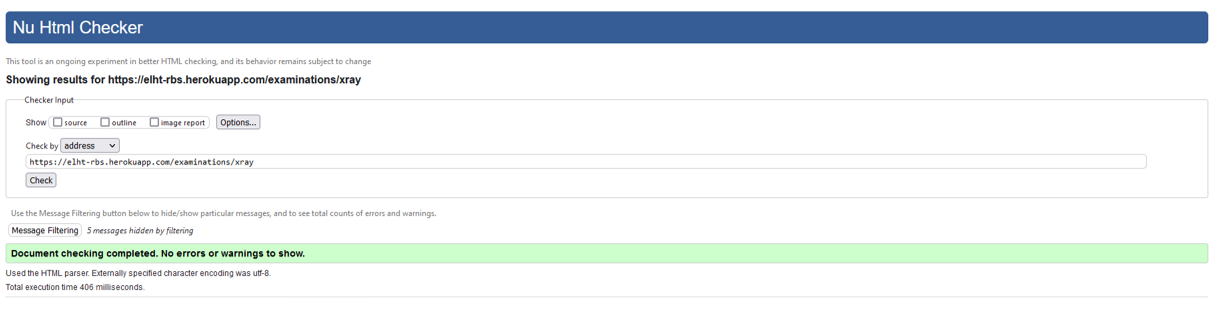 Nu Html Checker
This tool is an ongoing experiment in better HTML checking, and its behavior remains subject to change
Showing results for https://elht-rbs.herokuapp.com/examinations/xray
Checker Input
Show source outline image report Options...
Check by address
https://elht-rbs.herokuapp.com/examinations/xray
Check
Use the Message Filtering button below to hide/show particular messages, and to see total counts of errors and warnings.
Message Filtering 5 messages hidden by filtering
Document checking completed. No errors or warnings to show.
Used the HTML parser. Externally specified character encoding was utf-8.
Total execution time 406 milliseconds.